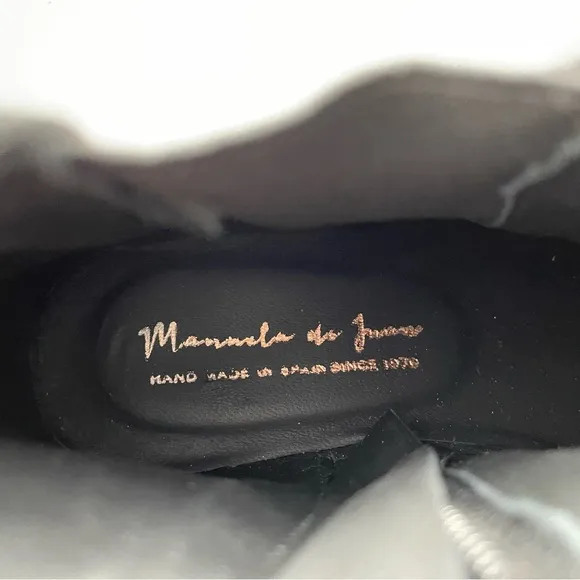 Manuela de Juan
HAND MADE IN SPAIN SINCE 1970